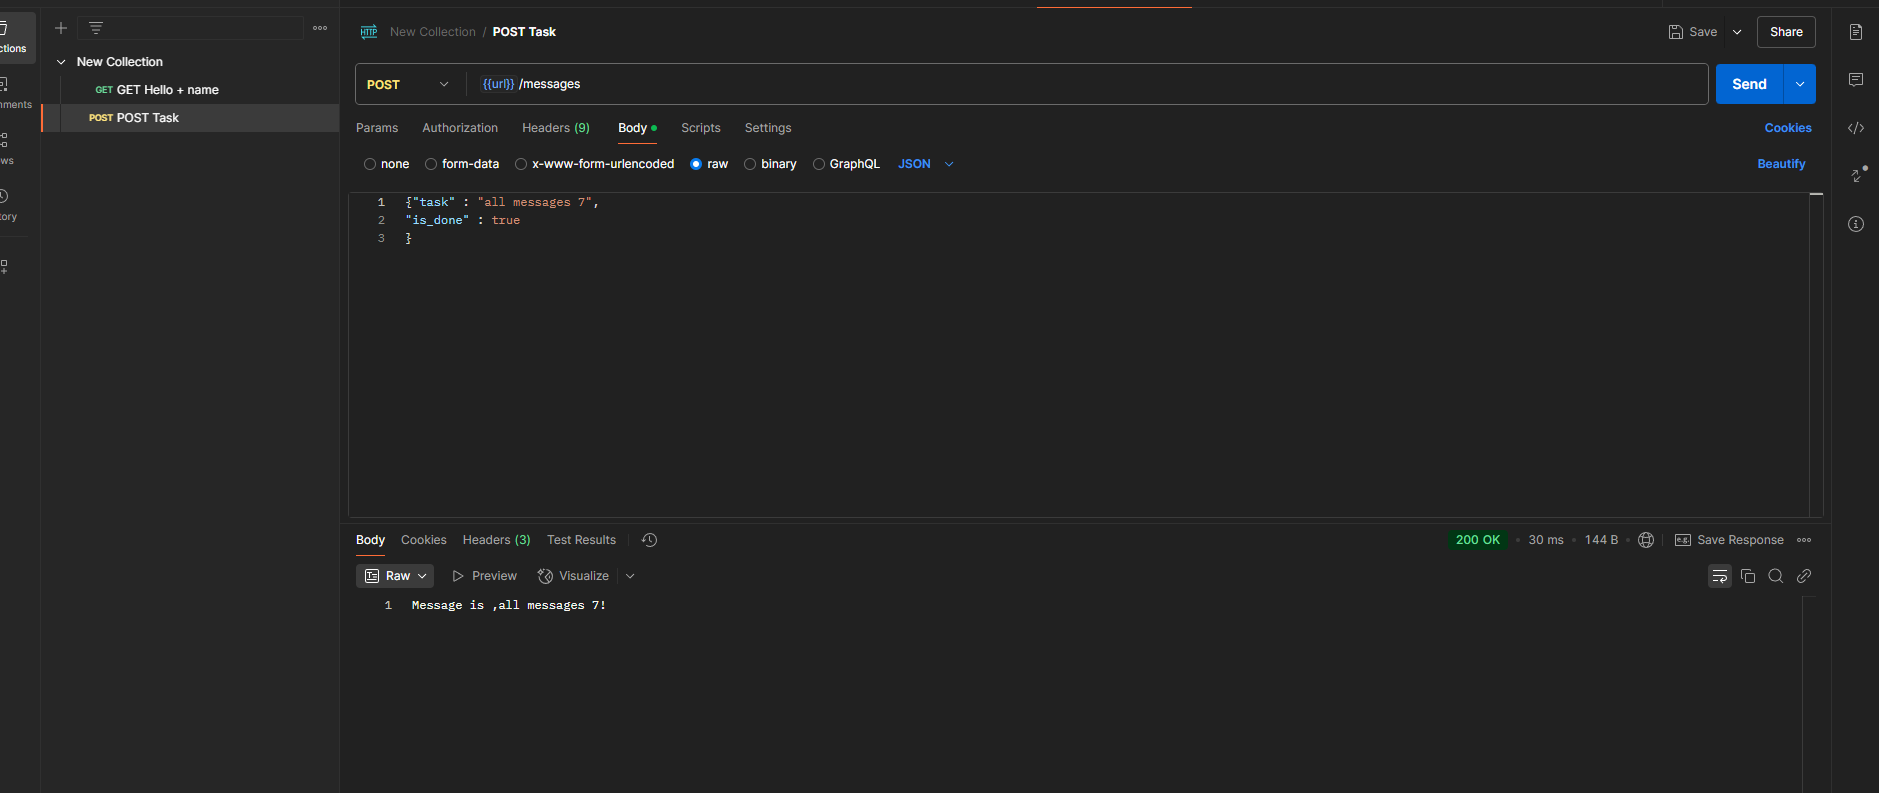 ctions
nments
ws
tory
New Collection
GET GET Hello + name
POST POST Task
HTTP New Collection / POST Task
Save
Share
POST {{url}} /messages
Send
Params Authorization Headers (9) Body Scripts Settings
Cookies
none form-data x-www-form-urlencoded raw binary GraphQL JSON
Beautify
1 {"task" : "all messages 7",
2 "is_done" : true
3 }
Body Cookies Headers (3) Test Results
200 OK • 30 ms • 144 B • e.g. Save Response
Raw Preview Visualize
1 Message is ,all messages 7!